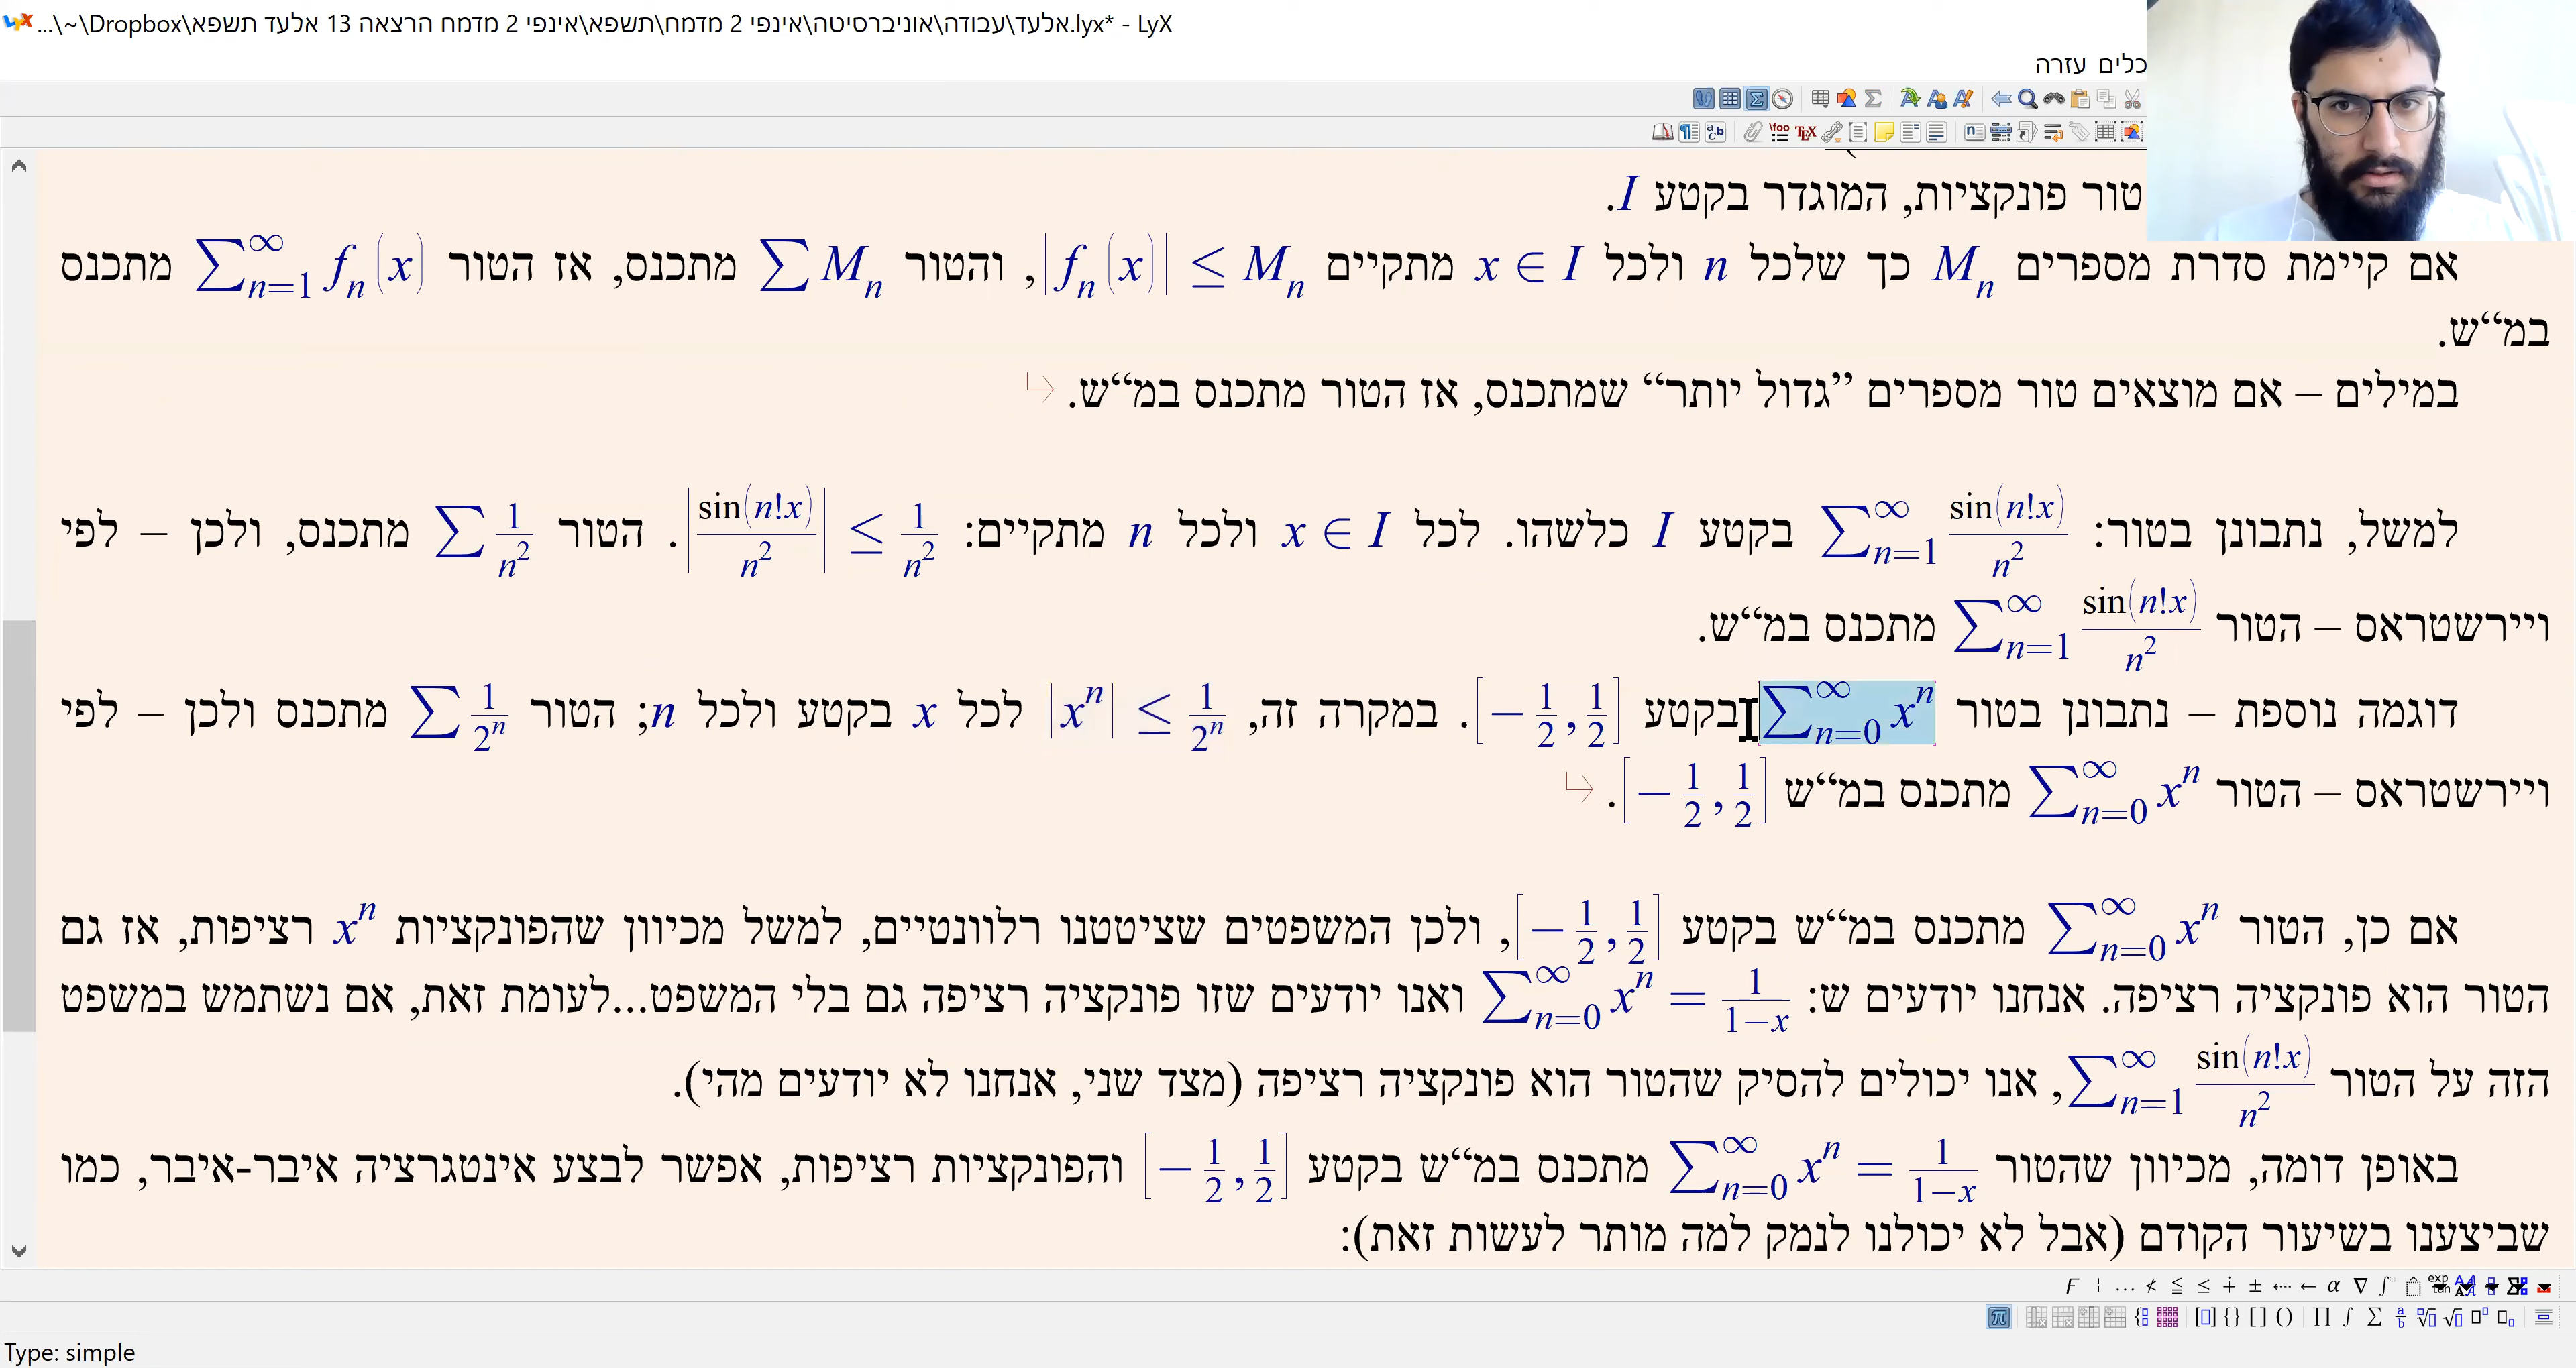 ...\~\Dropbox\אלעד\עבודה\אוניברסיטה\אינפי 2 מדמח\תשפא\אינפי 2 מדמח הרצאה 13 אלעד תשפא.lyx* - LyX
כלים עזרה
טור פונקציות, המוגדר בקטע I.
אם קיימת סדרת מספרים M_n כך שלכל n ולכל x ∈ I מתקיים |f_n(x)| ≤ M_n, והטור ∑ M_n מתכנס, אז הטור ∑_{n=1}^∞ f_n(x) מתכנס
במ“ש.
במילים – אם מוצאים טור מספרים ”גדול יותר“ שמתכנס, אז הטור מתכנס במ“ש.
למשל, נתבונן בטור: ∑_{n=1}^∞ sin(n!x)/n^2 בקטע I כלשהו. לכל x ∈ I ולכל n מתקיים: |sin(n!x)/n^2| ≤ 1/n^2. הטור ∑ 1/n^2 מתכנס, ולכן – לפי
ויירשטראס – הטור ∑_{n=1}^∞ sin(n!x)/n^2 מתכנס במ“ש.
דוגמה נוספת – נתבונן בטור ∑_{n=0}^∞ x^n בקטע [-1/2, 1/2]. במקרה זה, |x^n| ≤ 1/2^n לכל x בקטע ולכל n; הטור ∑ 1/2^n מתכנס ולכן – לפי
ויירשטראס – הטור ∑_{n=0}^∞ x^n מתכנס במ“ש [-1/2, 1/2].
אם כן, הטור ∑_{n=0}^∞ x^n מתכנס במ“ש בקטע [-1/2, 1/2], ולכן המשפטים שציטטנו רלוונטיים, למשל מכיוון שהפונקציות x^n רציפות, אז גם
הטור הוא פונקציה רציפה. אנחנו יודעים ש: ∑_{n=0}^∞ x^n = 1/(1-x) ואנו יודעים שזו פונקציה רציפה גם בלי המשפט...לעומת זאת, אם נשתמש במשפט
הזה על הטור ∑_{n=1}^∞ sin(n!x)/n^2, אנו יכולים להסיק שהטור הוא פונקציה רציפה (מצד שני, אנחנו לא יודעים מהי).
באופן דומה, מכיוון שהטור ∑_{n=0}^∞ x^n = 1/(1-x) מתכנס במ“ש בקטע [-1/2, 1/2] והפונקציות רציפות, אפשר לבצע אינטגרציה איבר-איבר, כמו
שביצענו בשיעור הקודם (אבל לא יכולנו לנמק למה מותר לעשות זאת):
Type: simple